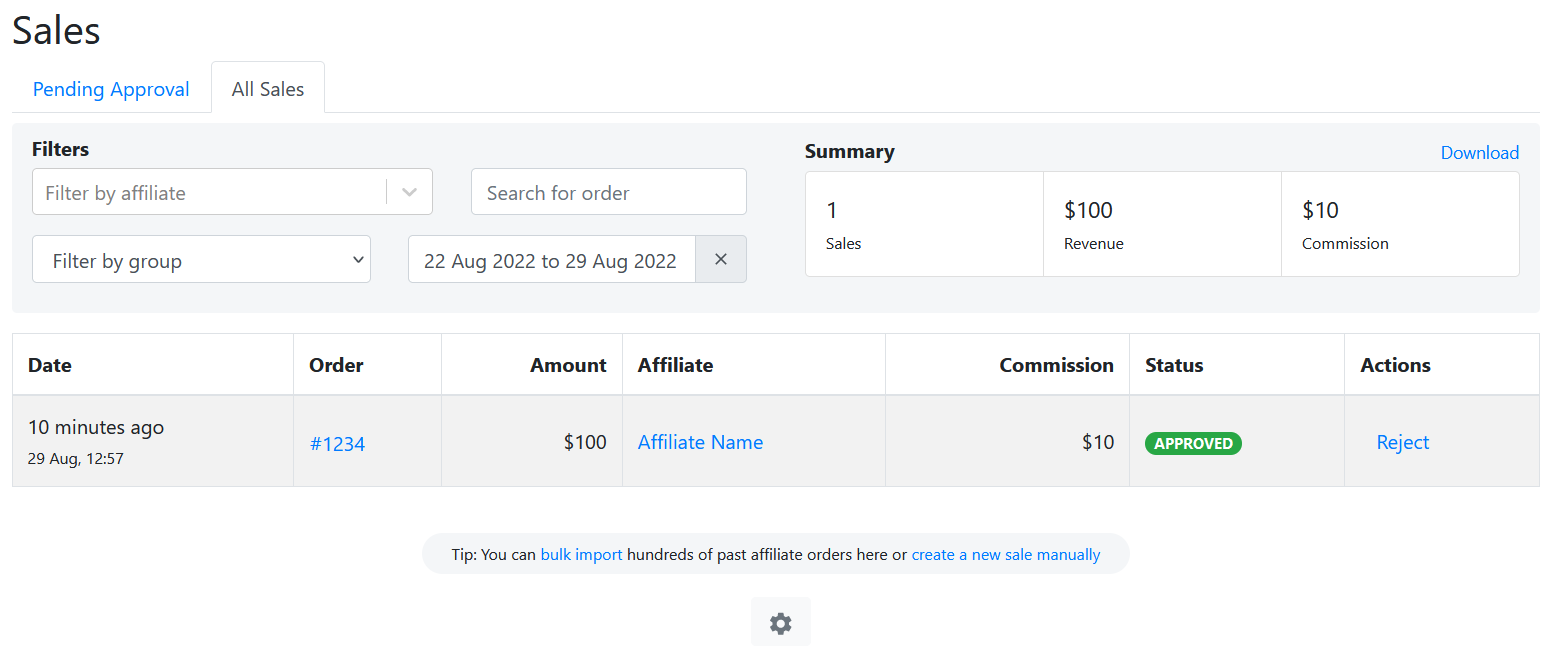 Sales
Pending Approval
All Sales
Filters
Filter by affiliate
Search for order
Filter by group
22 Aug 2022 to 29 Aug 2022
Summary
Download
1
Sales
$100
Revenue
$10
Commission
Date Order Amount Affiliate Commission Status Actions
10 minutes ago
29 Aug, 12:57
#1234 $100 Affiliate Name $10 APPROVED Reject
Tip: You can bulk import hundreds of past affiliate orders here or create a new sale manually